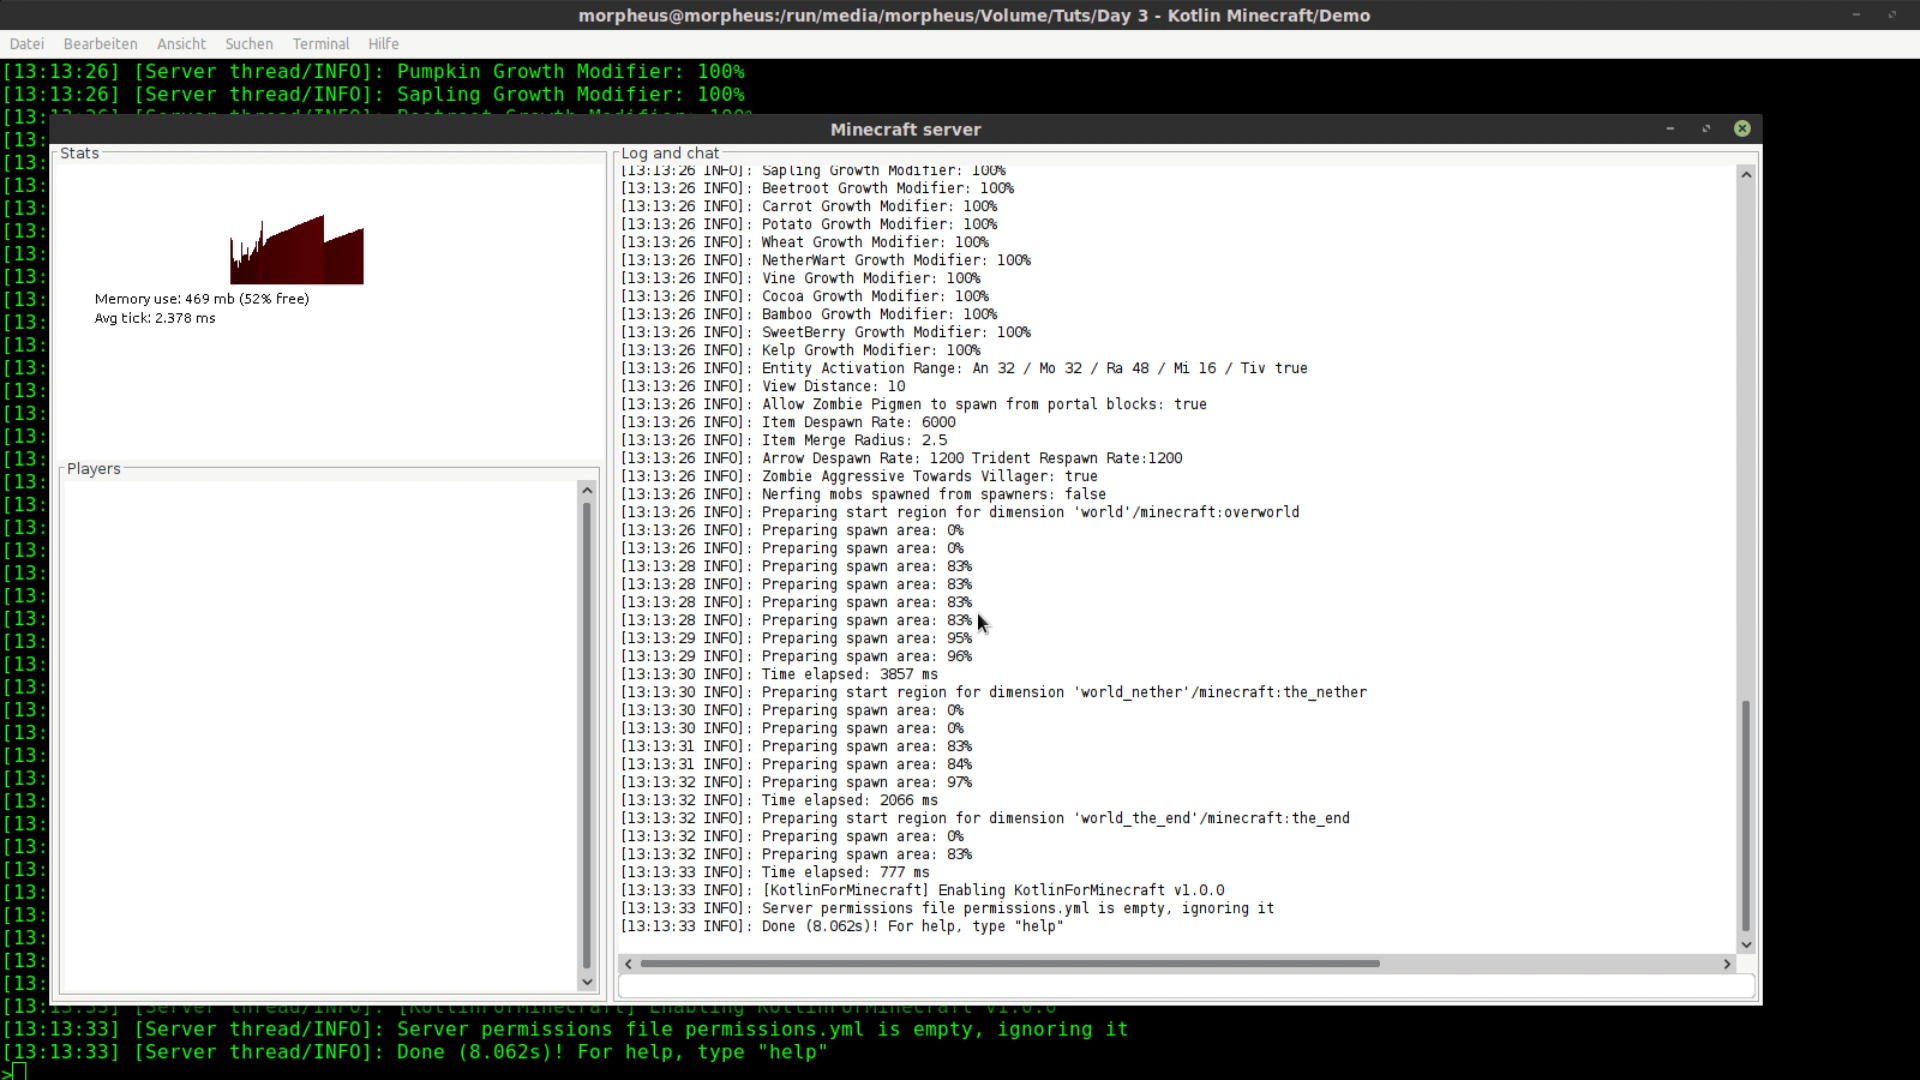 morpheus@morpheus:/run/media/morpheus/Volume/Tuts/Day 3 - Kotlin Minecraft/Demo
Datei Bearbeiten Ansicht Suchen Terminal Hilfe
[13:13:26] [Server thread/INFO]: Pumpkin Growth Modifier: 100%
[13:13:26] [Server thread/INFO]: Sapling Growth Modifier: 100%
Minecraft server
Stats
Memory use: 469 mb (52% free)
Avg tick: 2.378 ms
Players
Log and chat
[13:13:26 INFO]: Sapling Growth Modifier: 100%
[13:13:26 INFO]: Beetroot Growth Modifier: 100%
[13:13:26 INFO]: Carrot Growth Modifier: 100%
[13:13:26 INFO]: Potato Growth Modifier: 100%
[13:13:26 INFO]: Wheat Growth Modifier: 100%
[13:13:26 INFO]: NetherWart Growth Modifier: 100%
[13:13:26 INFO]: Vine Growth Modifier: 100%
[13:13:26 INFO]: Cocoa Growth Modifier: 100%
[13:13:26 INFO]: Bamboo Growth Modifier: 100%
[13:13:26 INFO]: SweetBerry Growth Modifier: 100%
[13:13:26 INFO]: Kelp Growth Modifier: 100%
[13:13:26 INFO]: Entity Activation Range: An 32 / Mo 32 / Ra 48 / Mi 16 / Tiv true
[13:13:26 INFO]: View Distance: 10
[13:13:26 INFO]: Allow Zombie Pigmen to spawn from portal blocks: true
[13:13:26 INFO]: Item Despawn Rate: 6000
[13:13:26 INFO]: Item Merge Radius: 2.5
[13:13:26 INFO]: Arrow Despawn Rate: 1200 Trident Respawn Rate:1200
[13:13:26 INFO]: Zombie Aggressive Towards Villager: true
[13:13:26 INFO]: Nerfing mobs spawned from spawners: false
[13:13:26 INFO]: Preparing start region for dimension 'world'/minecraft:overworld
[13:13:26 INFO]: Preparing spawn area: 0%
[13:13:26 INFO]: Preparing spawn area: 0%
[13:13:28 INFO]: Preparing spawn area: 83%
[13:13:28 INFO]: Preparing spawn area: 83%
[13:13:28 INFO]: Preparing spawn area: 83%
[13:13:28 INFO]: Preparing spawn area: 83%
[13:13:29 INFO]: Preparing spawn area: 95%
[13:13:29 INFO]: Preparing spawn area: 96%
[13:13:30 INFO]: Time elapsed: 3857 ms
[13:13:30 INFO]: Preparing start region for dimension 'world_nether'/minecraft:the_nether
[13:13:30 INFO]: Preparing spawn area: 0%
[13:13:30 INFO]: Preparing spawn area: 0%
[13:13:31 INFO]: Preparing spawn area: 83%
[13:13:31 INFO]: Preparing spawn area: 84%
[13:13:32 INFO]: Preparing spawn area: 97%
[13:13:32 INFO]: Time elapsed: 2066 ms
[13:13:32 INFO]: Preparing start region for dimension 'world_the_end'/minecraft:the_end
[13:13:32 INFO]: Preparing spawn area: 0%
[13:13:32 INFO]: Preparing spawn area: 83%
[13:13:33 INFO]: Time elapsed: 777 ms
[13:13:33 INFO]: [KotlinForMinecraft] Enabling KotlinForMinecraft v1.0.0
[13:13:33 INFO]: Server permissions file permissions.yml is empty, ignoring it
[13:13:33 INFO]: Done (8.062s)! For help, type "help"
[13:13:33] [Server thread/INFO]: [KotlinForMinecraft] Enabling KotlinForMinecraft v1.0.0
[13:13:33] [Server thread/INFO]: Server permissions file permissions.yml is empty, ignoring it
[13:13:33] [Server thread/INFO]: Done (8.062s)! For help, type "help"
>